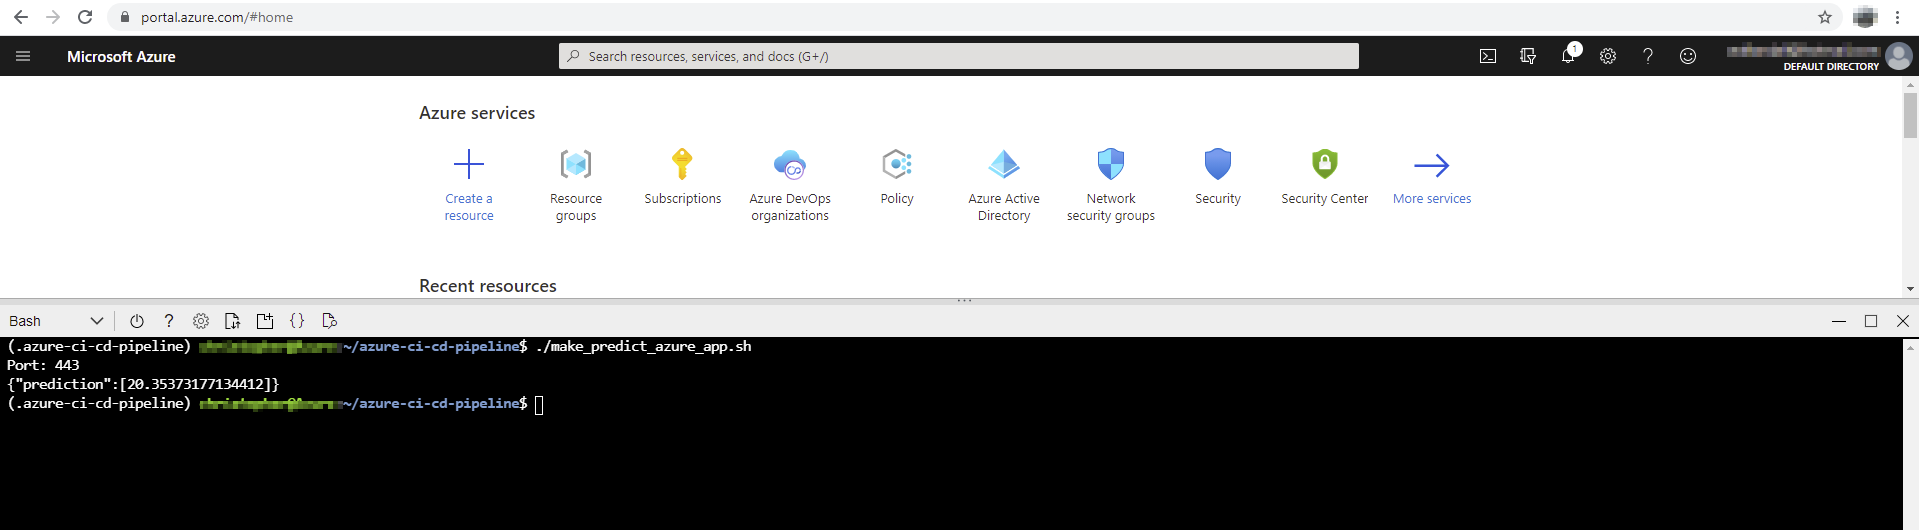 portal.azure.com/#home
Microsoft Azure
Search resources, services, and docs (G+/)
1
DEFAULT DIRECTORY
Azure services
Create a resource
Resource groups
Subscriptions
Azure DevOps organizations
Policy
Azure Active Directory
Network security groups
Security
Security Center
More services
Recent resources
Bash
(.azure-ci-cd-pipeline) ~/azure-ci-cd-pipeline$ ./make_predict_azure_app.sh
Port: 443
{"prediction":[20.35373177134412]}
(.azure-ci-cd-pipeline) ~/azure-ci-cd-pipeline$